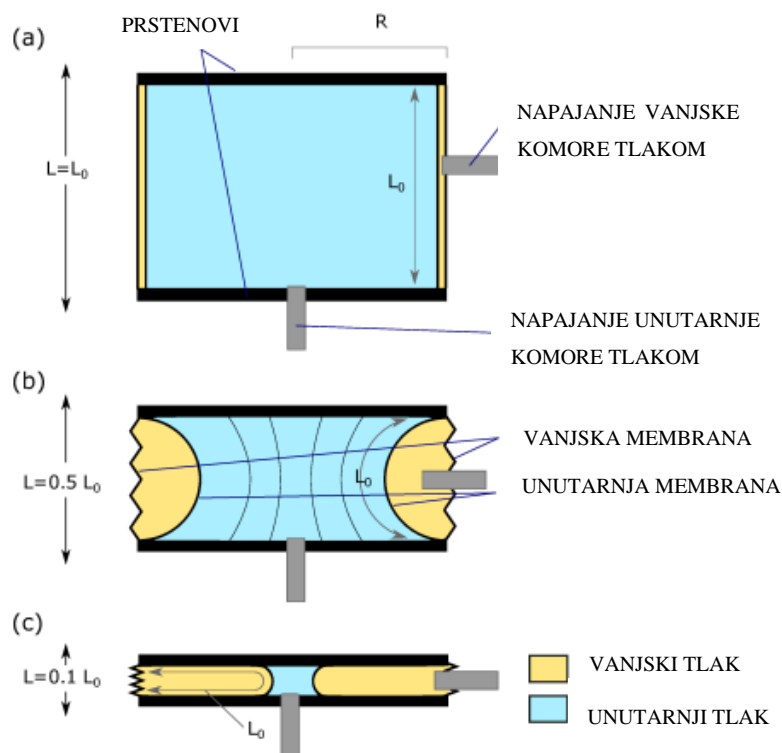 (a)
PRSTENOVI
R
L=L₀
L₀
NAPAJANJE VANJSKE
KOMORE TLAKOM
NAPAJANJE UNUTARNJE
KOMORE TLAKOM
(b)
L=0.5 L₀
L₀
VANJSKA MEMBRANA
UNUTARNJA MEMBRANA
(c)
L=0.1 L₀
L₀
VANJSKI TLAK
UNUTARNJI TLAK